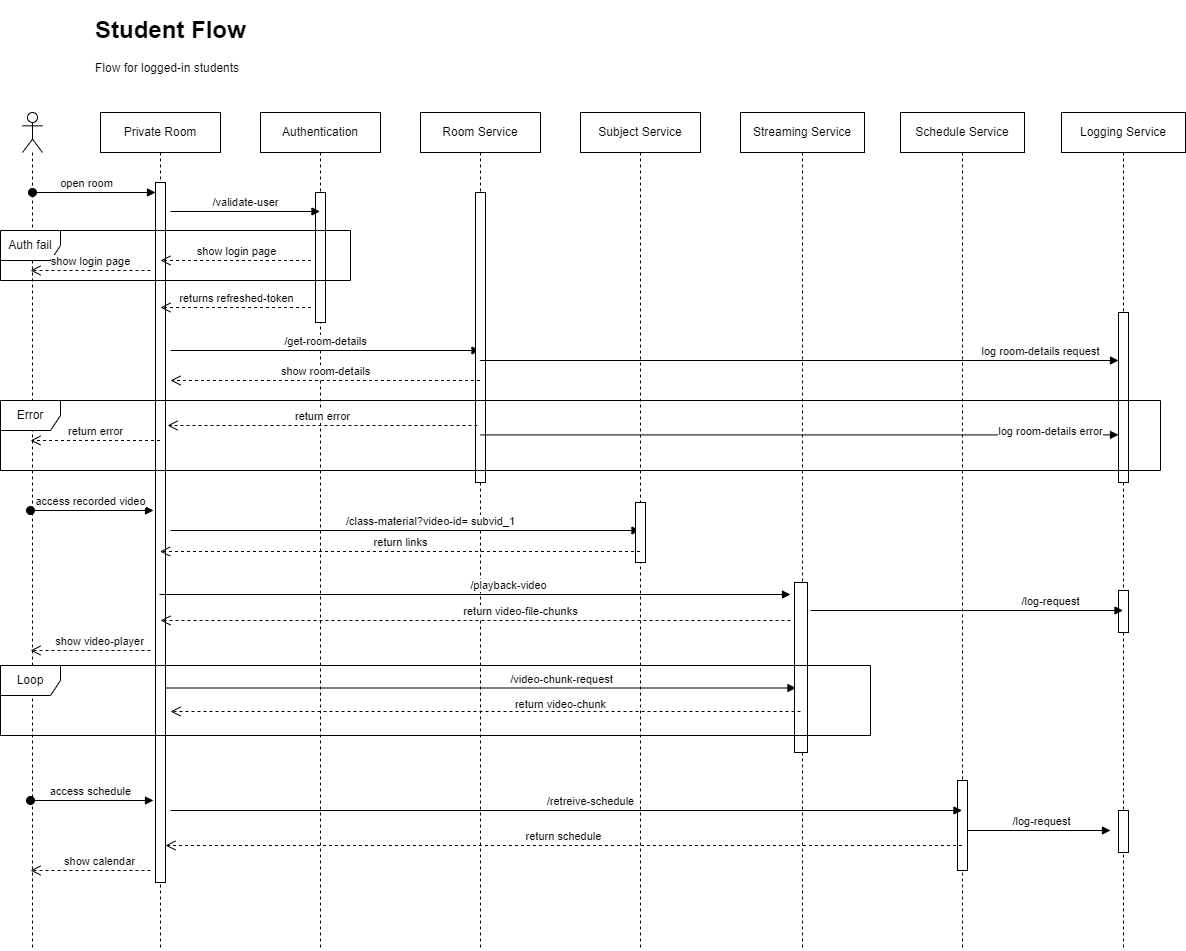 Student Flow
Flow for logged-in students
Private Room
Authentication
Room Service
Subject Service
Streaming Service
Schedule Service
Logging Service
open room
/validate-user
Auth fail
show login page
show login page
returns refreshed-token
/get-room-details
log room-details request
show room-details
Error
return error
return error
log room-details error
access recorded video
/class-material?video-id= subvid_1
return links
/playback-video
/log-request
return video-file-chunks
show video-player
Loop
/video-chunk-request
return video-chunk
access schedule
/retreive-schedule
/log-request
return schedule
show calendar